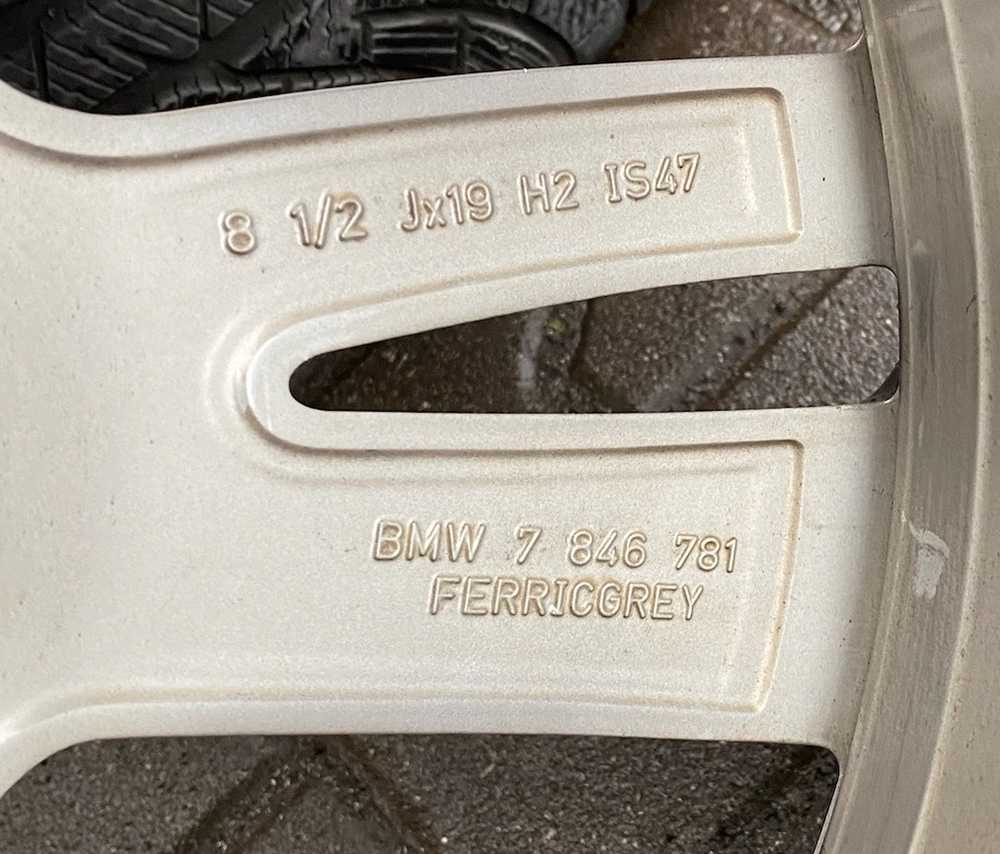 8 1/2 Jx19 H2 IS47
BMW 7 846 781
FERRICGREY